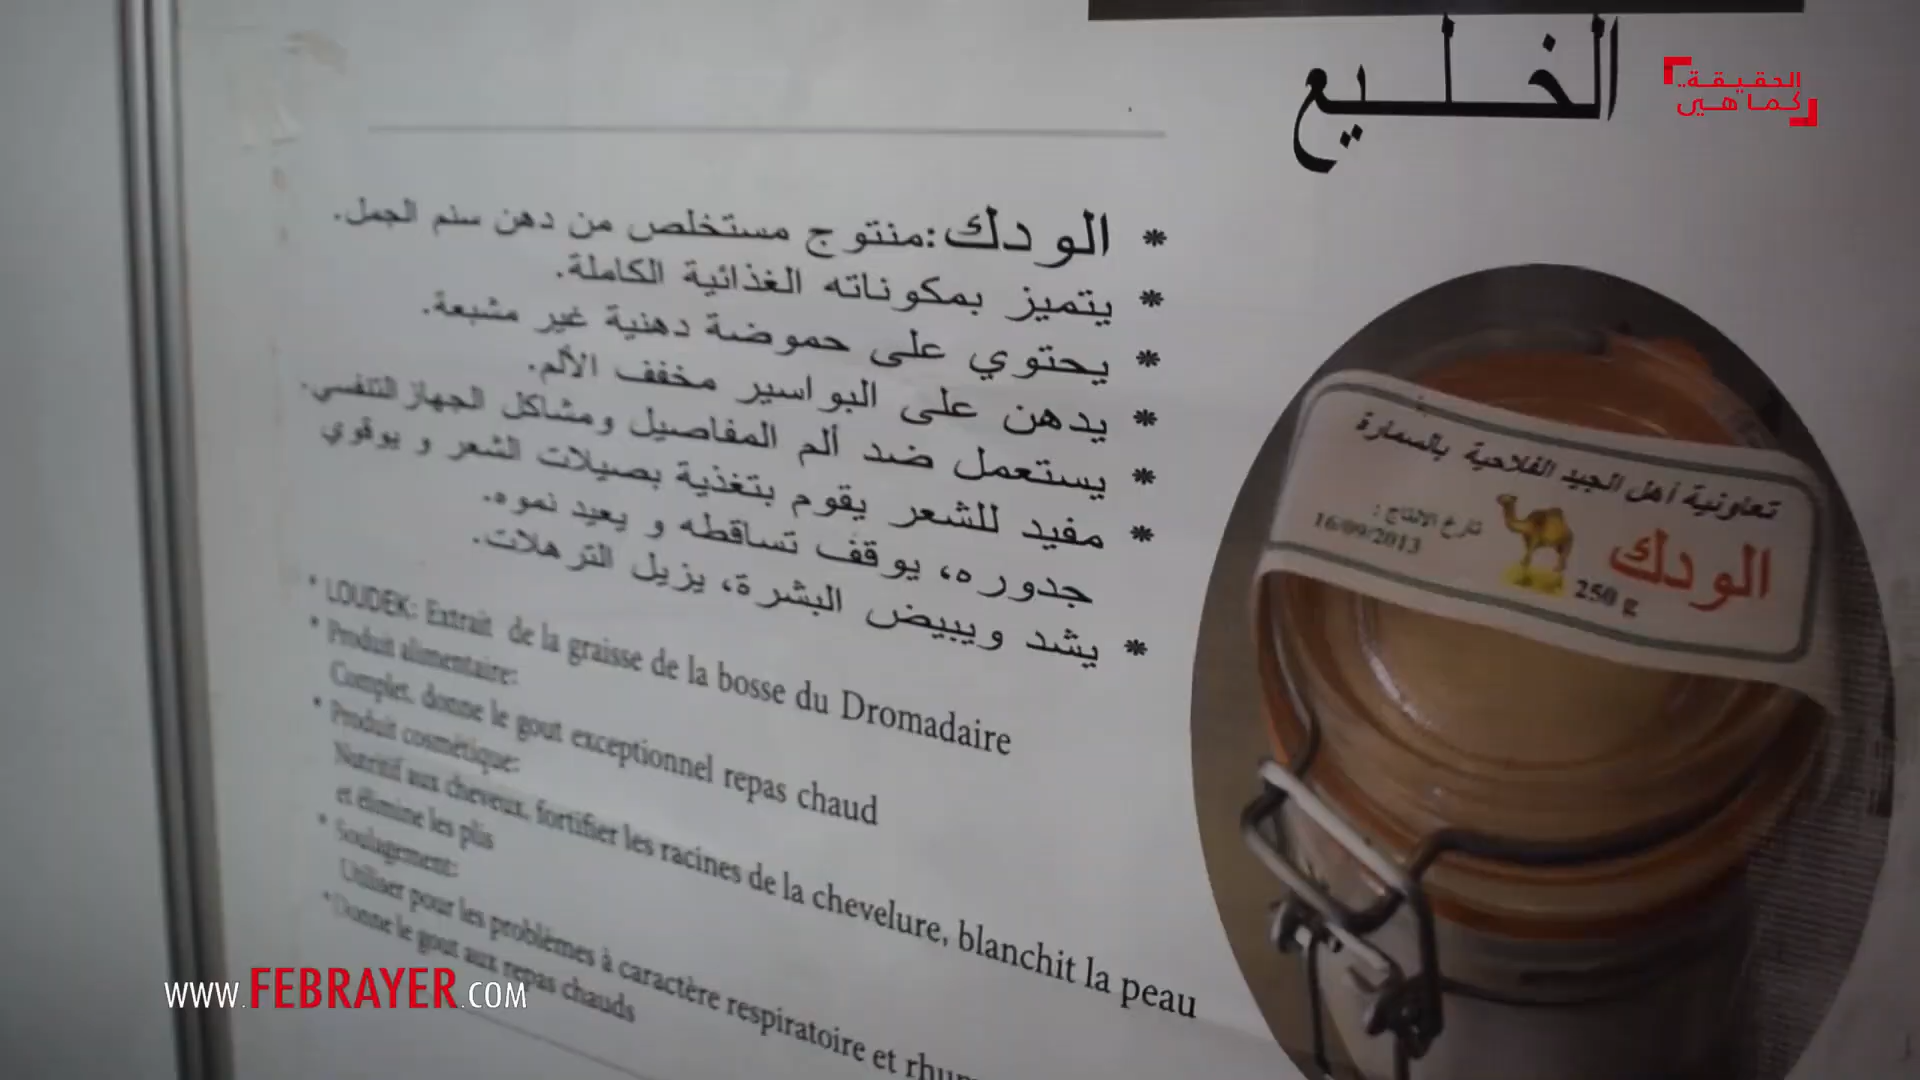 الخليع
الحقيقة..
كما هي
* الودك:منتوج مستخلص من دهن سنم الجمل.
* يتميز بمكوناته الغذائية الكاملة.
* يحتوي على حموضة دهنية غير مشبعة.
* يدهن على البواسير مخفف الألم.
* يستعمل ضد ألم المفاصيل ومشاكل الجهاز التنفسي.
* مفيد للشعر يقوم بتغذية بصيلات الشعر و يوقوي
جدوره، يوقف تساقطه و يعيد نموه.
* يشد ويبيض البشرة، يزيل الترهلات.
* LOUDEK: Extrait de la graisse de la bosse du Dromadaire
* Produit alimentaire:
Complet, donne le gout exceptionnel repas chaud
* Produit cosmétique:
Nutritif aux cheveux, fortifier les racines de la chevelure, blanchit la peau
et élimine les plis
* Soulagement:
Utiliser pour les problèmes à caractère respiratoire et
* Donne le gout aux repas chauds
تعاونية أهل الجيد الفلاحية بالسمارة
تارخ الانتاج :
16/09/2013
الودك
250 g
www.FEBRAYER.COM